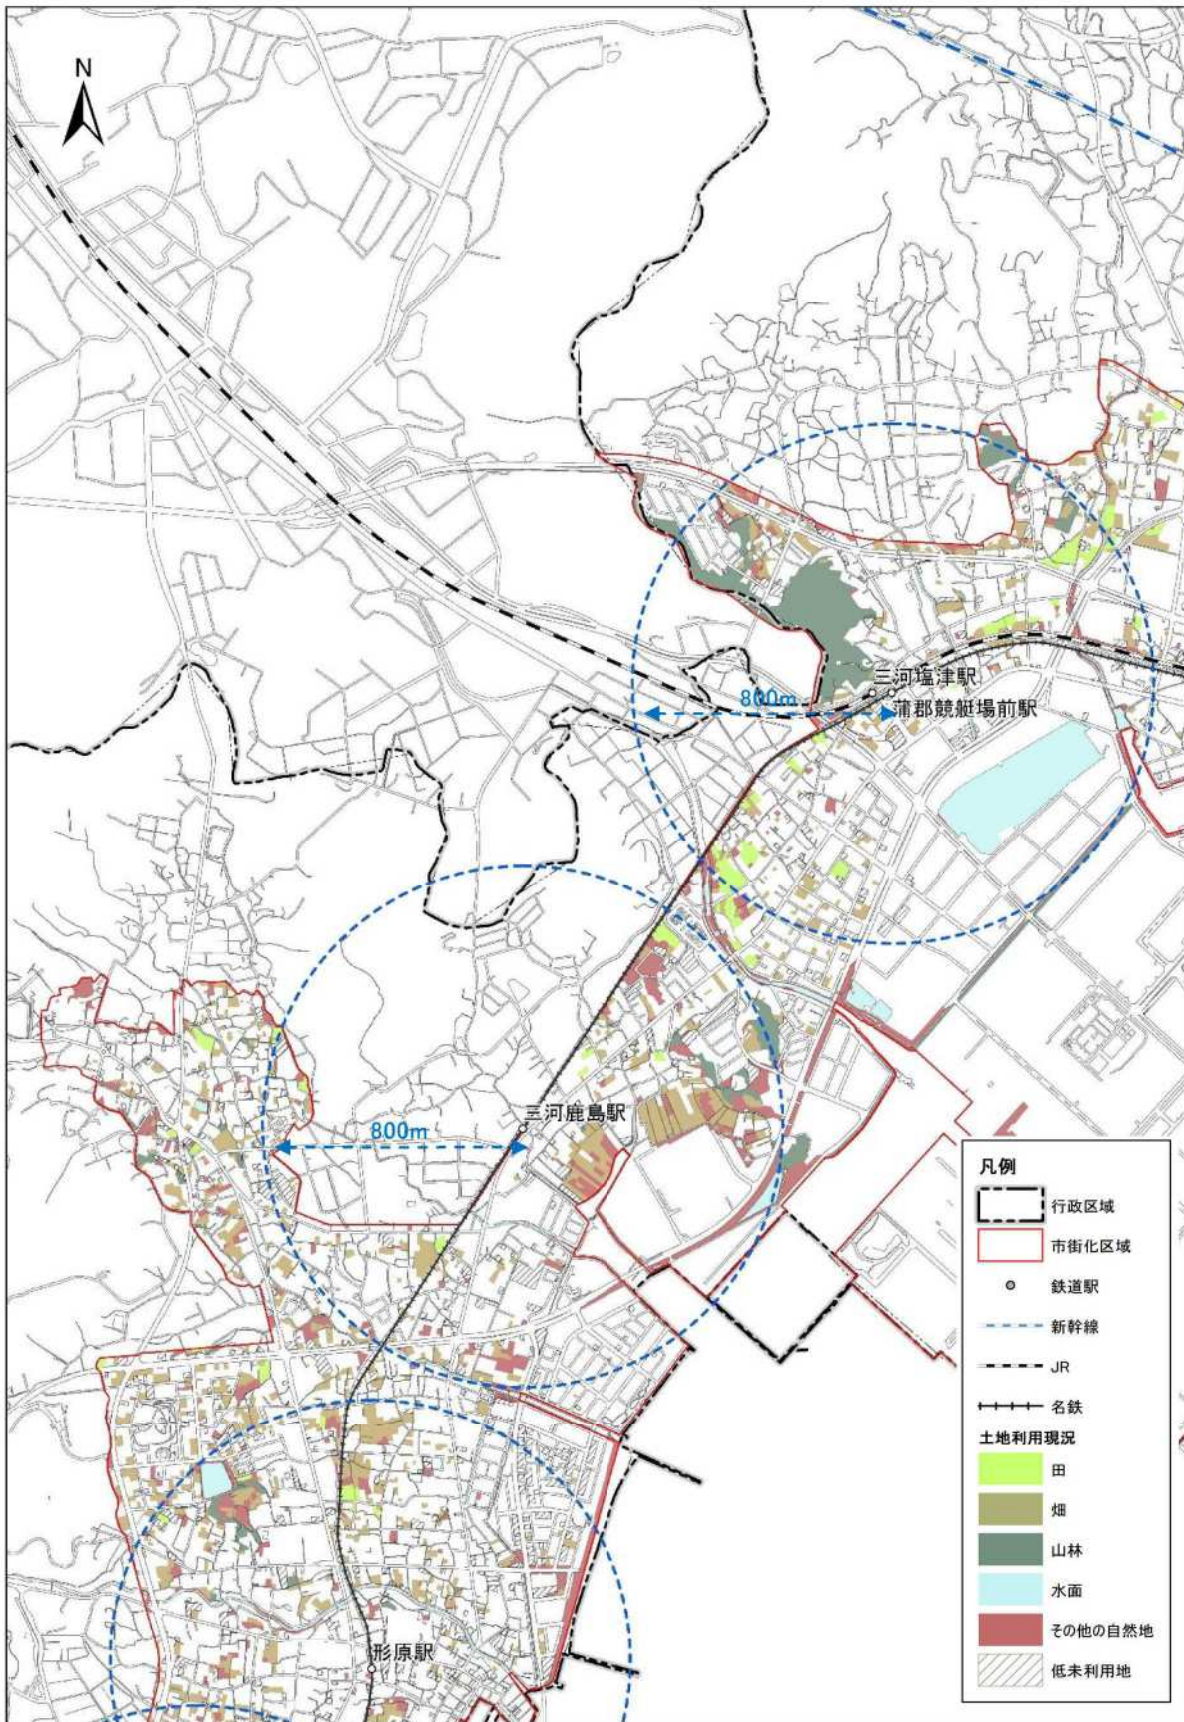 N
三河塩津駅
800m
蒲郡競艇場前駅
三河鹿島駅
800m
形原駅
凡例
行政区域
市街化区域
鉄道駅
新幹線
JR
名鉄
土地利用現況
田
畑
山林
水面
その他の自然地
低未利用地